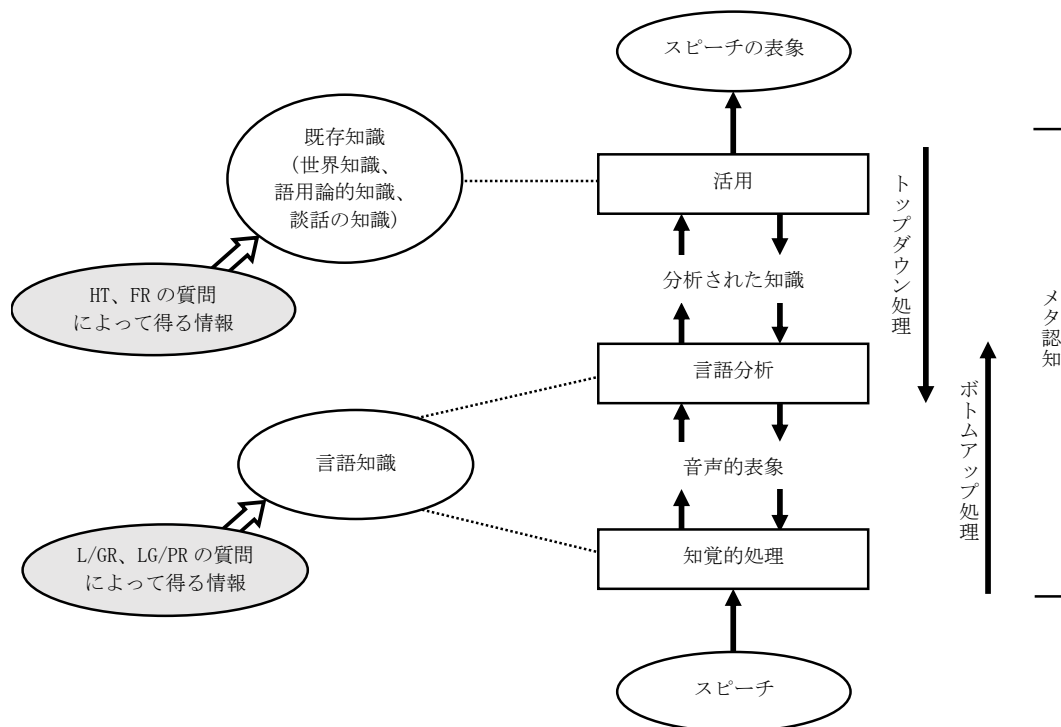 スピーチの表象
既存知識
(世界知識、
語用論的知識、
談話の知識)
活用
トップダウン処理
HT、FR の質問
によって得る情報
分析された知識
メタ認知
言語分析
ボトムアップ処理
言語知識
音声的表象
L/GR、LG/PR の質問
によって得る情報
知覚的処理
スピーチ